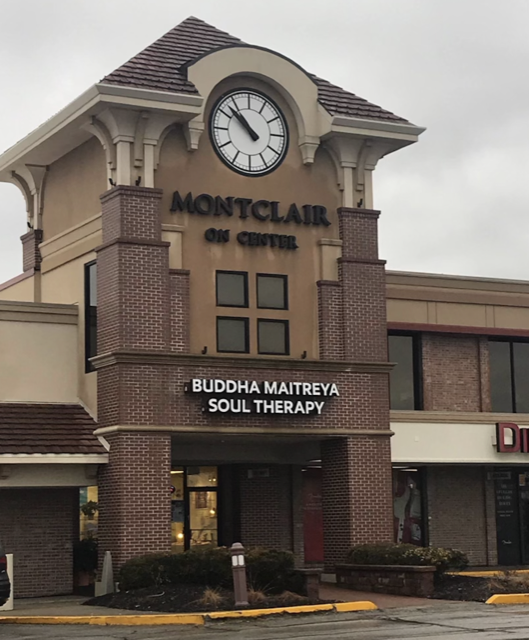 MONTCLAIR
ON CENTER
BUDDHA MAITREYA
SOUL THERAPY